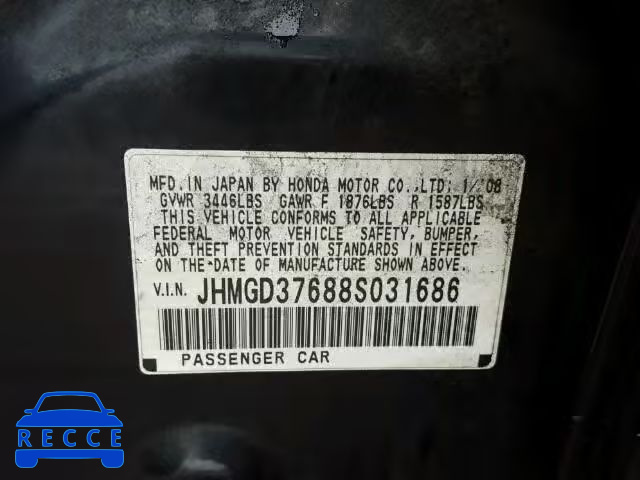 MFD. IN JAPAN BY HONDA MOTOR CO., LTD; 1/08
GVWR 3446LBS GAWR F 1876LBS R 1587LBS
THIS VEHICLE CONFORMS TO ALL APPLICABLE
FEDERAL MOTOR VEHICLE SAFETY, BUMPER,
AND THEFT PREVENTION STANDARDS IN EFFECT
ON THE DATE OF MANUFACTURE SHOWN ABOVE.
V.I.N. JHMGD37688S031686
PASSENGER CAR